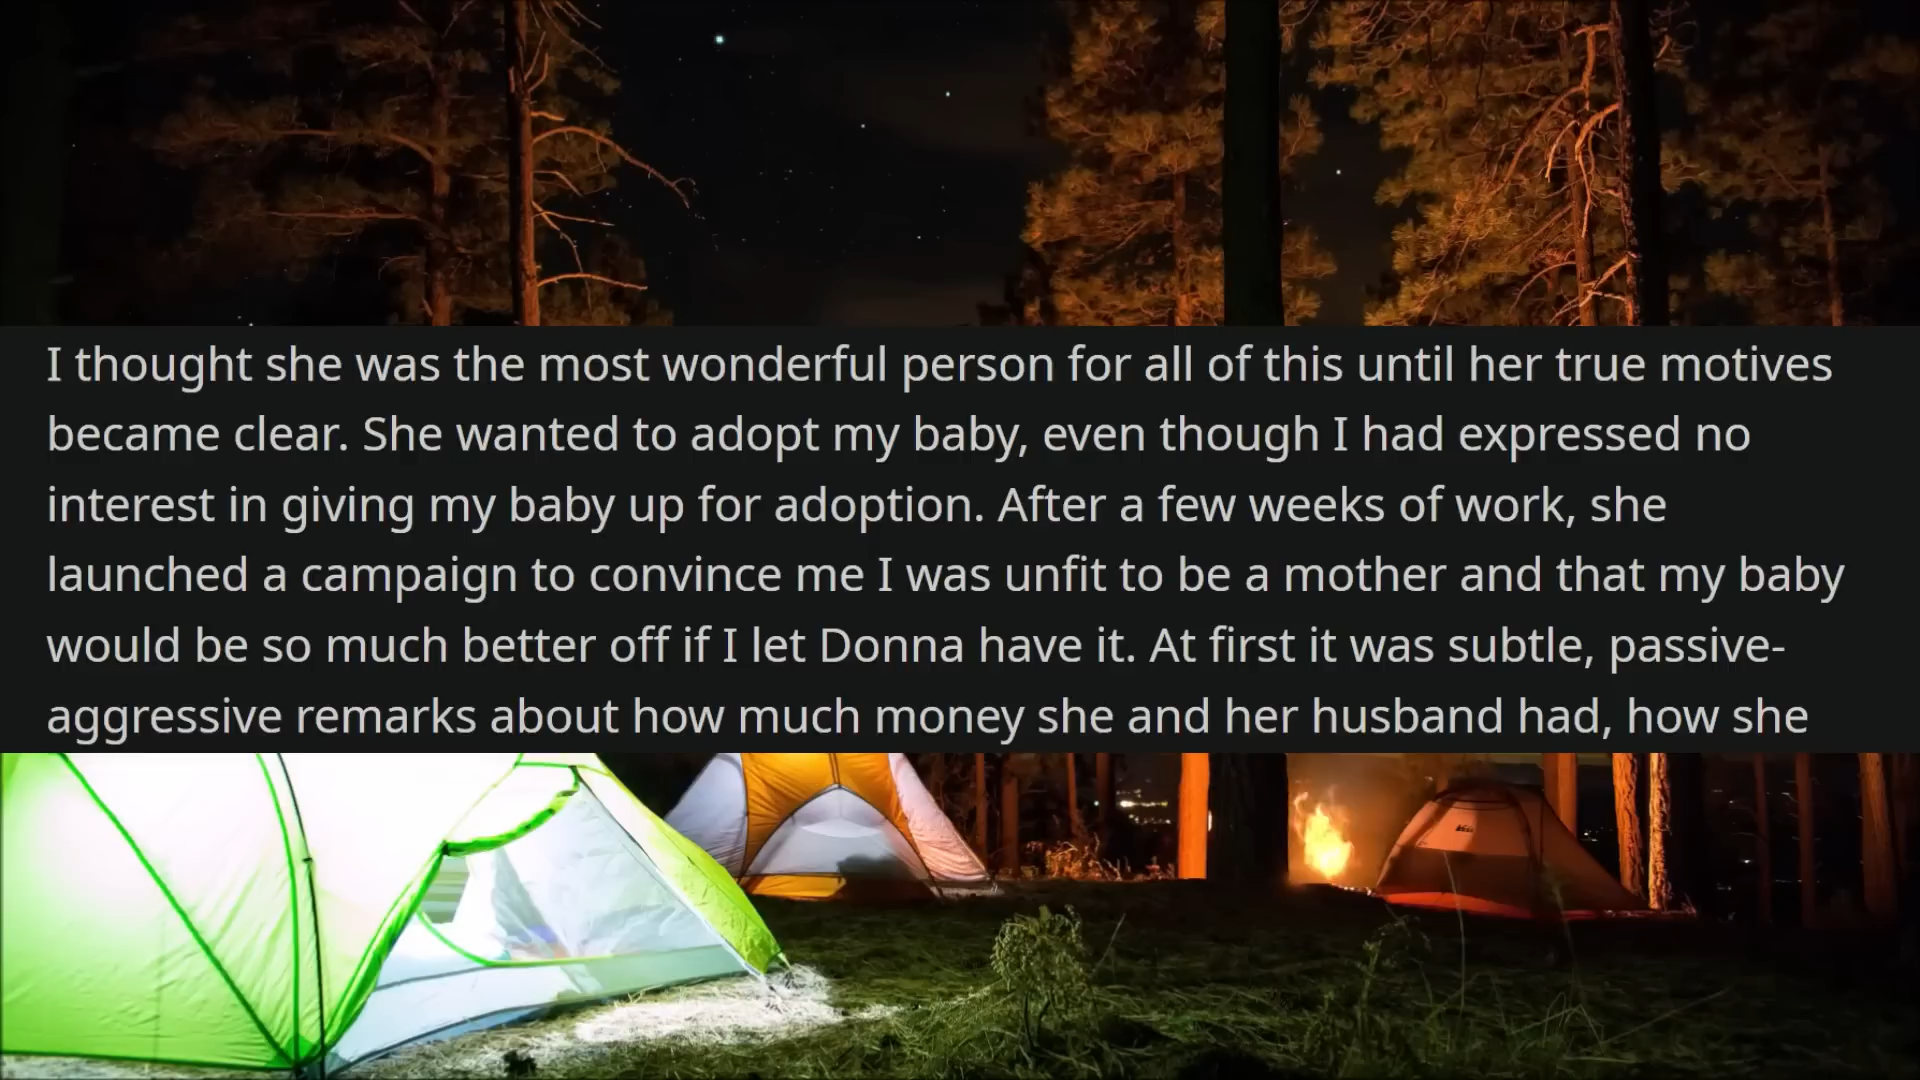 I thought she was the most wonderful person for all of this until her true motives
became clear. She wanted to adopt my baby, even though I had expressed no
interest in giving my baby up for adoption. After a few weeks of work, she
launched a campaign to convince me I was unfit to be a mother and that my baby
would be so much better off if I let Donna have it. At first it was subtle, passive-
aggressive remarks about how much money she and her husband had, how she